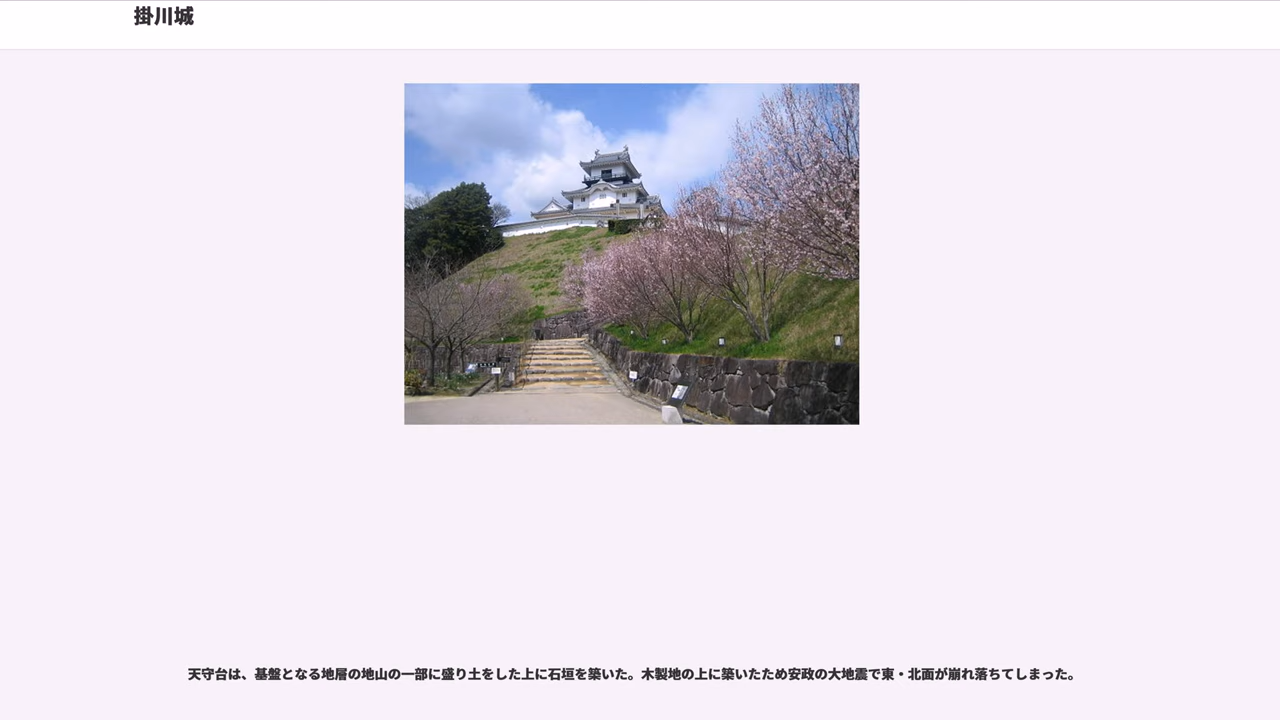 掛川城
天守台は、基盤となる地層の地山の一部に盛り土をした上に石垣を築いた。木製地の上に築いたため安政の大地震で東・北面が崩れ落ちてしまった。